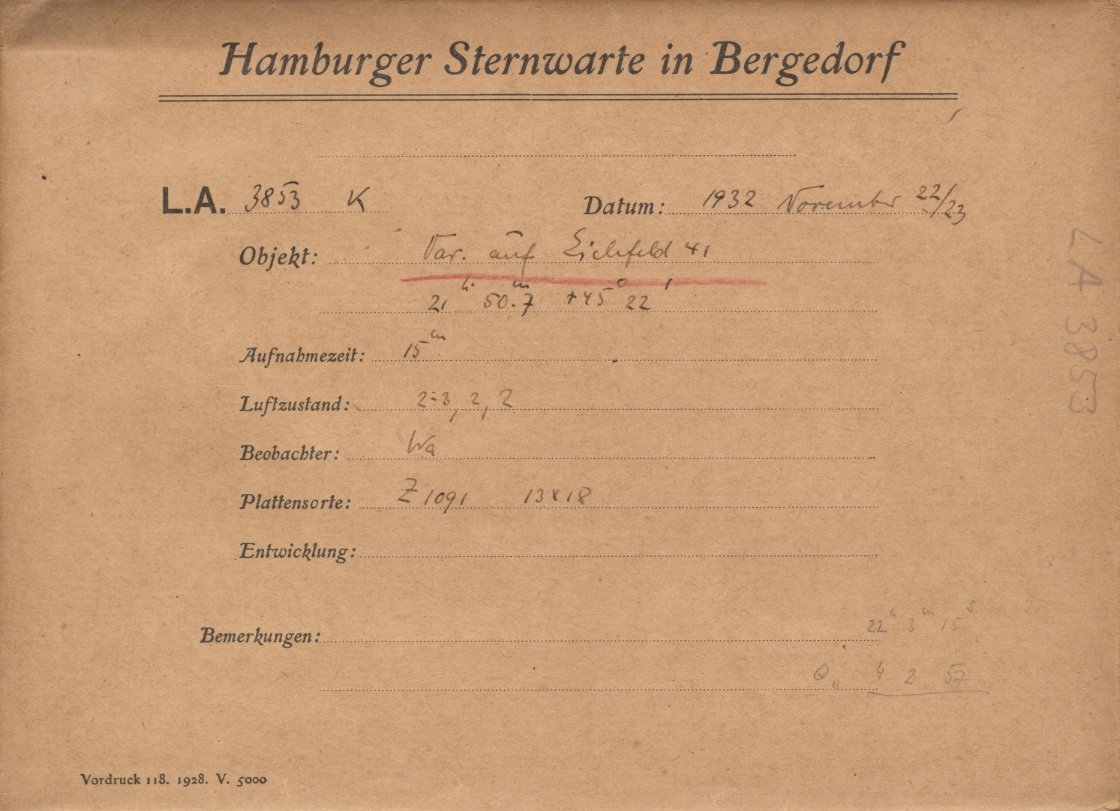 Hamburger Sternwarte in Bergedorf
L.A. 3853 K Datum: 1932 November 22/23
Objekt: Var. auf Eichfeld 41
21h 50.m7 +45° 22'
Aufnahmezeit: 15m
Luftzustand: 2-3, 2, 2
Beobachter: Wa
Plattensorte: Z 1091 13x18
Entwicklung:
Bemerkungen: 22h 3m 15s
4 2 57
Vordruck 118. 1928. V. 5000
LA 3853